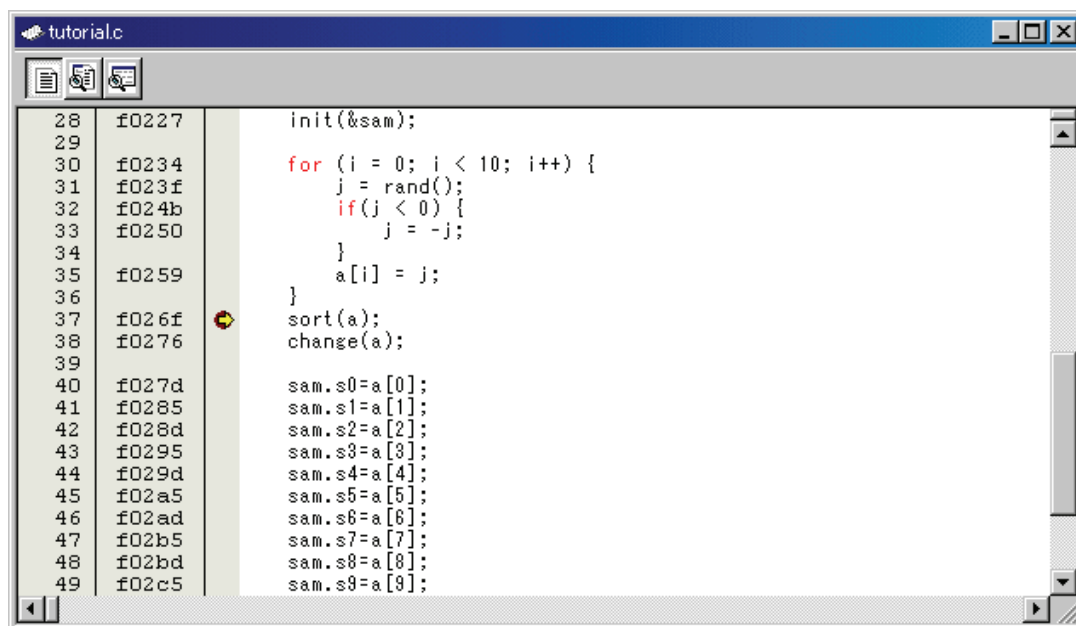 tutorial.c
28 f0227 init(&sam);
29
30 f0234 for (i = 0; i < 10; i++) {
31 f023f j = rand();
32 f024b if(j < 0) {
33 f0250 j = -j;
34 }
35 f0259 a[i] = j;
36 }
37 f026f sort(a);
38 f0276 change(a);
39
40 f027d sam.s0=a[0];
41 f0285 sam.s1=a[1];
42 f028d sam.s2=a[2];
43 f0295 sam.s3=a[3];
44 f029d sam.s4=a[4];
45 f02a5 sam.s5=a[5];
46 f02ad sam.s6=a[6];
47 f02b5 sam.s7=a[7];
48 f02bd sam.s8=a[8];
49 f02c5 sam.s9=a[9];